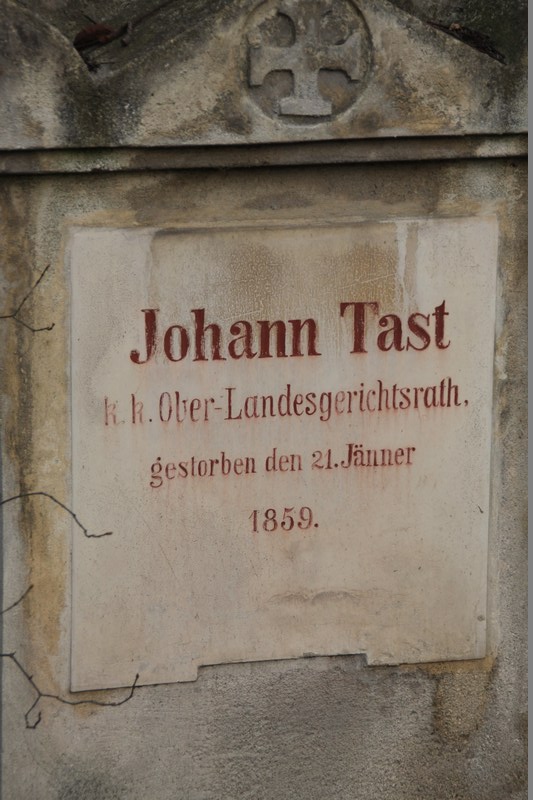 Johann Tast
k. k. Ober-Landesgerichtsrath,
gestorben den 21. Jänner
1859.